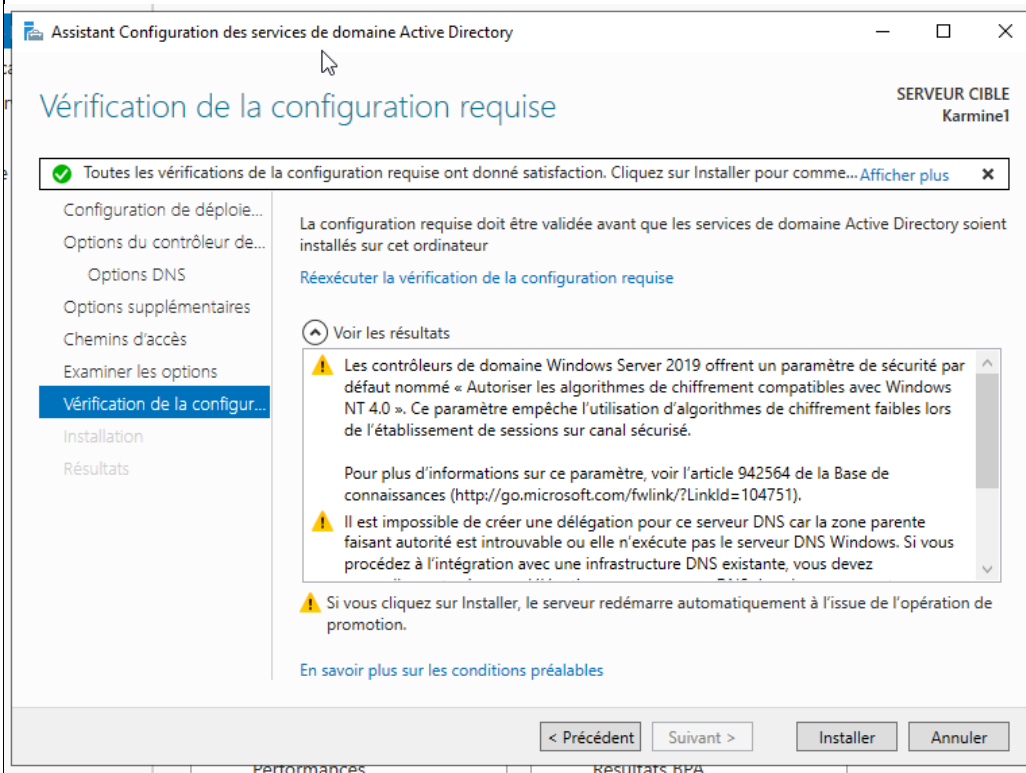 Assistant Configuration des services de domaine Active Directory
Vérification de la configuration requise
SERVEUR CIBLE
Karmine1
Toutes les vérifications de la configuration requise ont donné satisfaction. Cliquez sur Installer pour comme... Afficher plus
Configuration de déploie...
Options du contrôleur de...
Options DNS
Options supplémentaires
Chemins d'accès
Examiner les options
Vérification de la configur...
Installation
Résultats
La configuration requise doit être validée avant que les services de domaine Active Directory soient
installés sur cet ordinateur
Réexécuter la vérification de la configuration requise
Voir les résultats
Les contrôleurs de domaine Windows Server 2019 offrent un paramètre de sécurité par
défaut nommé « Autoriser les algorithmes de chiffrement compatibles avec Windows
NT 4.0 ». Ce paramètre empêche l'utilisation d'algorithmes de chiffrement faibles lors
de l'établissement de sessions sur canal sécurisé.
Pour plus d'informations sur ce paramètre, voir l'article 942564 de la Base de
connaissances (http://go.microsoft.com/fwlink/?LinkId=104751).
Il est impossible de créer une délégation pour ce serveur DNS car la zone parente
faisant autorité est introuvable ou elle n'exécute pas le serveur DNS Windows. Si vous
procédez à l'intégration avec une infrastructure DNS existante, vous devez
Si vous cliquez sur Installer, le serveur redémarre automatiquement à l'issue de l'opération de
promotion.
En savoir plus sur les conditions préalables
< Précédent
Suivant >
Installer
Annuler
Performances
Résultats BPA